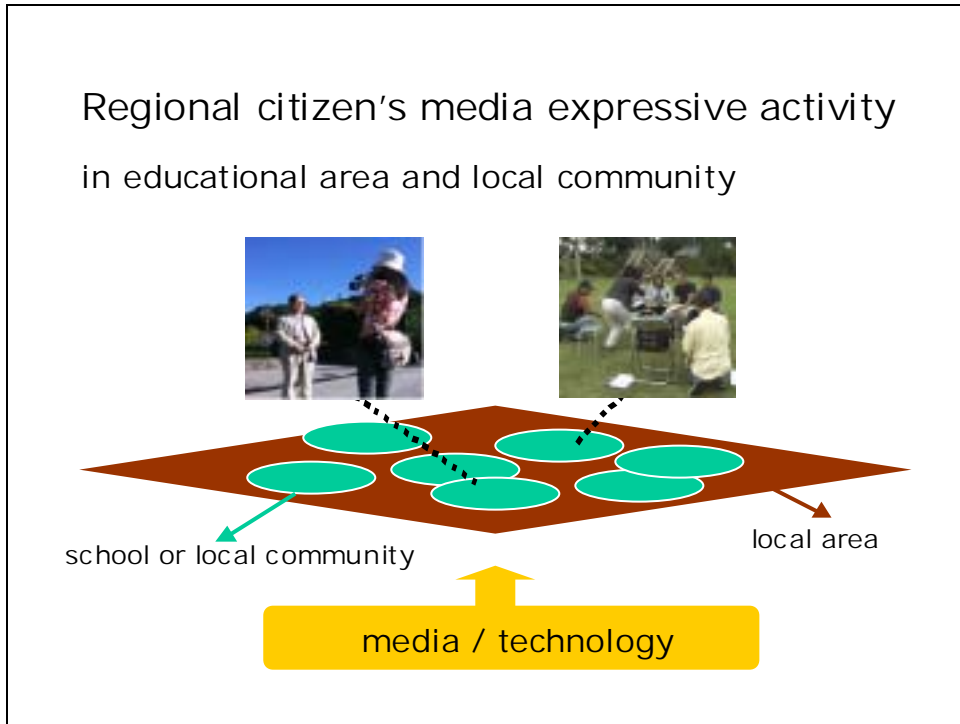 Regional citizen's media expressive activity
in educational area and local community
school or local community
local area
media / technology